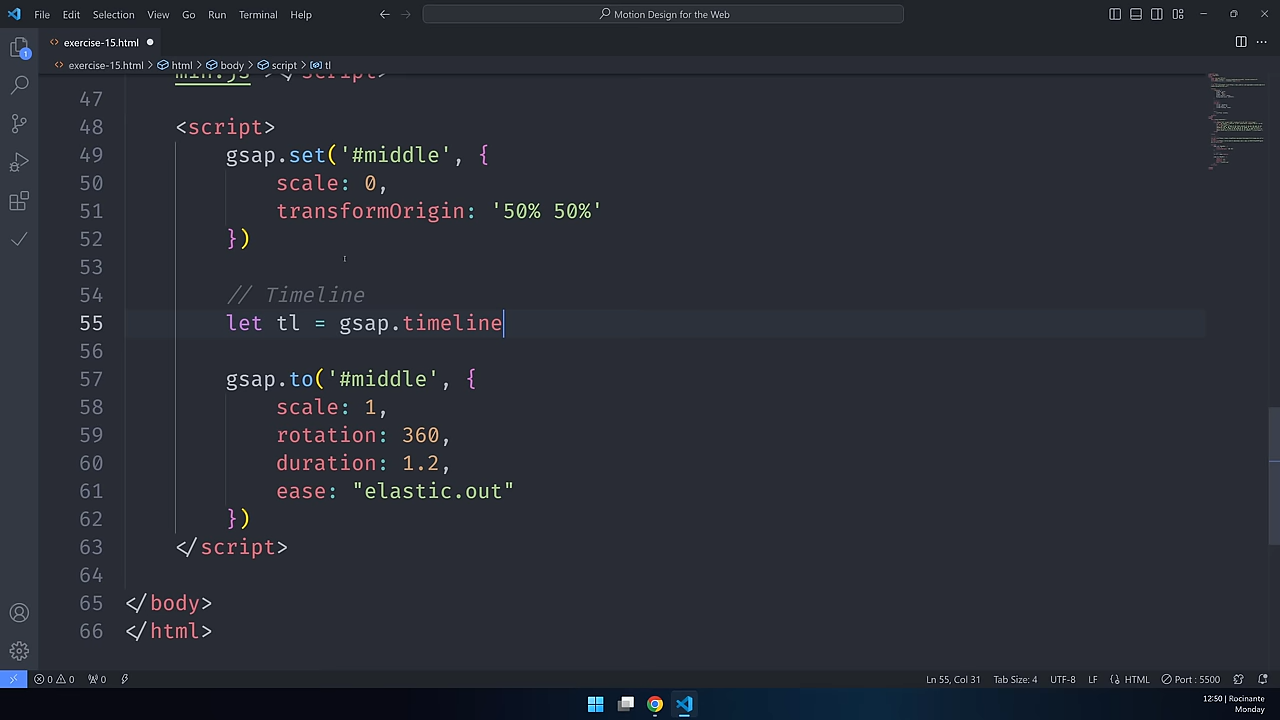 File Edit Selection View Go Run Terminal Help
Motion Design for the Web
exercise-15.html
exercise-15.html > html > body > script > tl
min.js"></script>
47
48 <script>
49 gsap.set('#middle', {
50 scale: 0,
51 transformOrigin: '50% 50%'
52 })
53
54 // Timeline
55 let tl = gsap.timeline
56
57 gsap.to('#middle', {
58 scale: 1,
59 rotation: 360,
60 duration: 1.2,
61 ease: "elastic.out"
62 })
63 </script>
64
65 </body>
66 </html>
1
0 0 0 Ln 55, Col 31 Tab Size: 4 UTF-8 LF HTML Port : 5500
12:50 | Rocinante
Monday